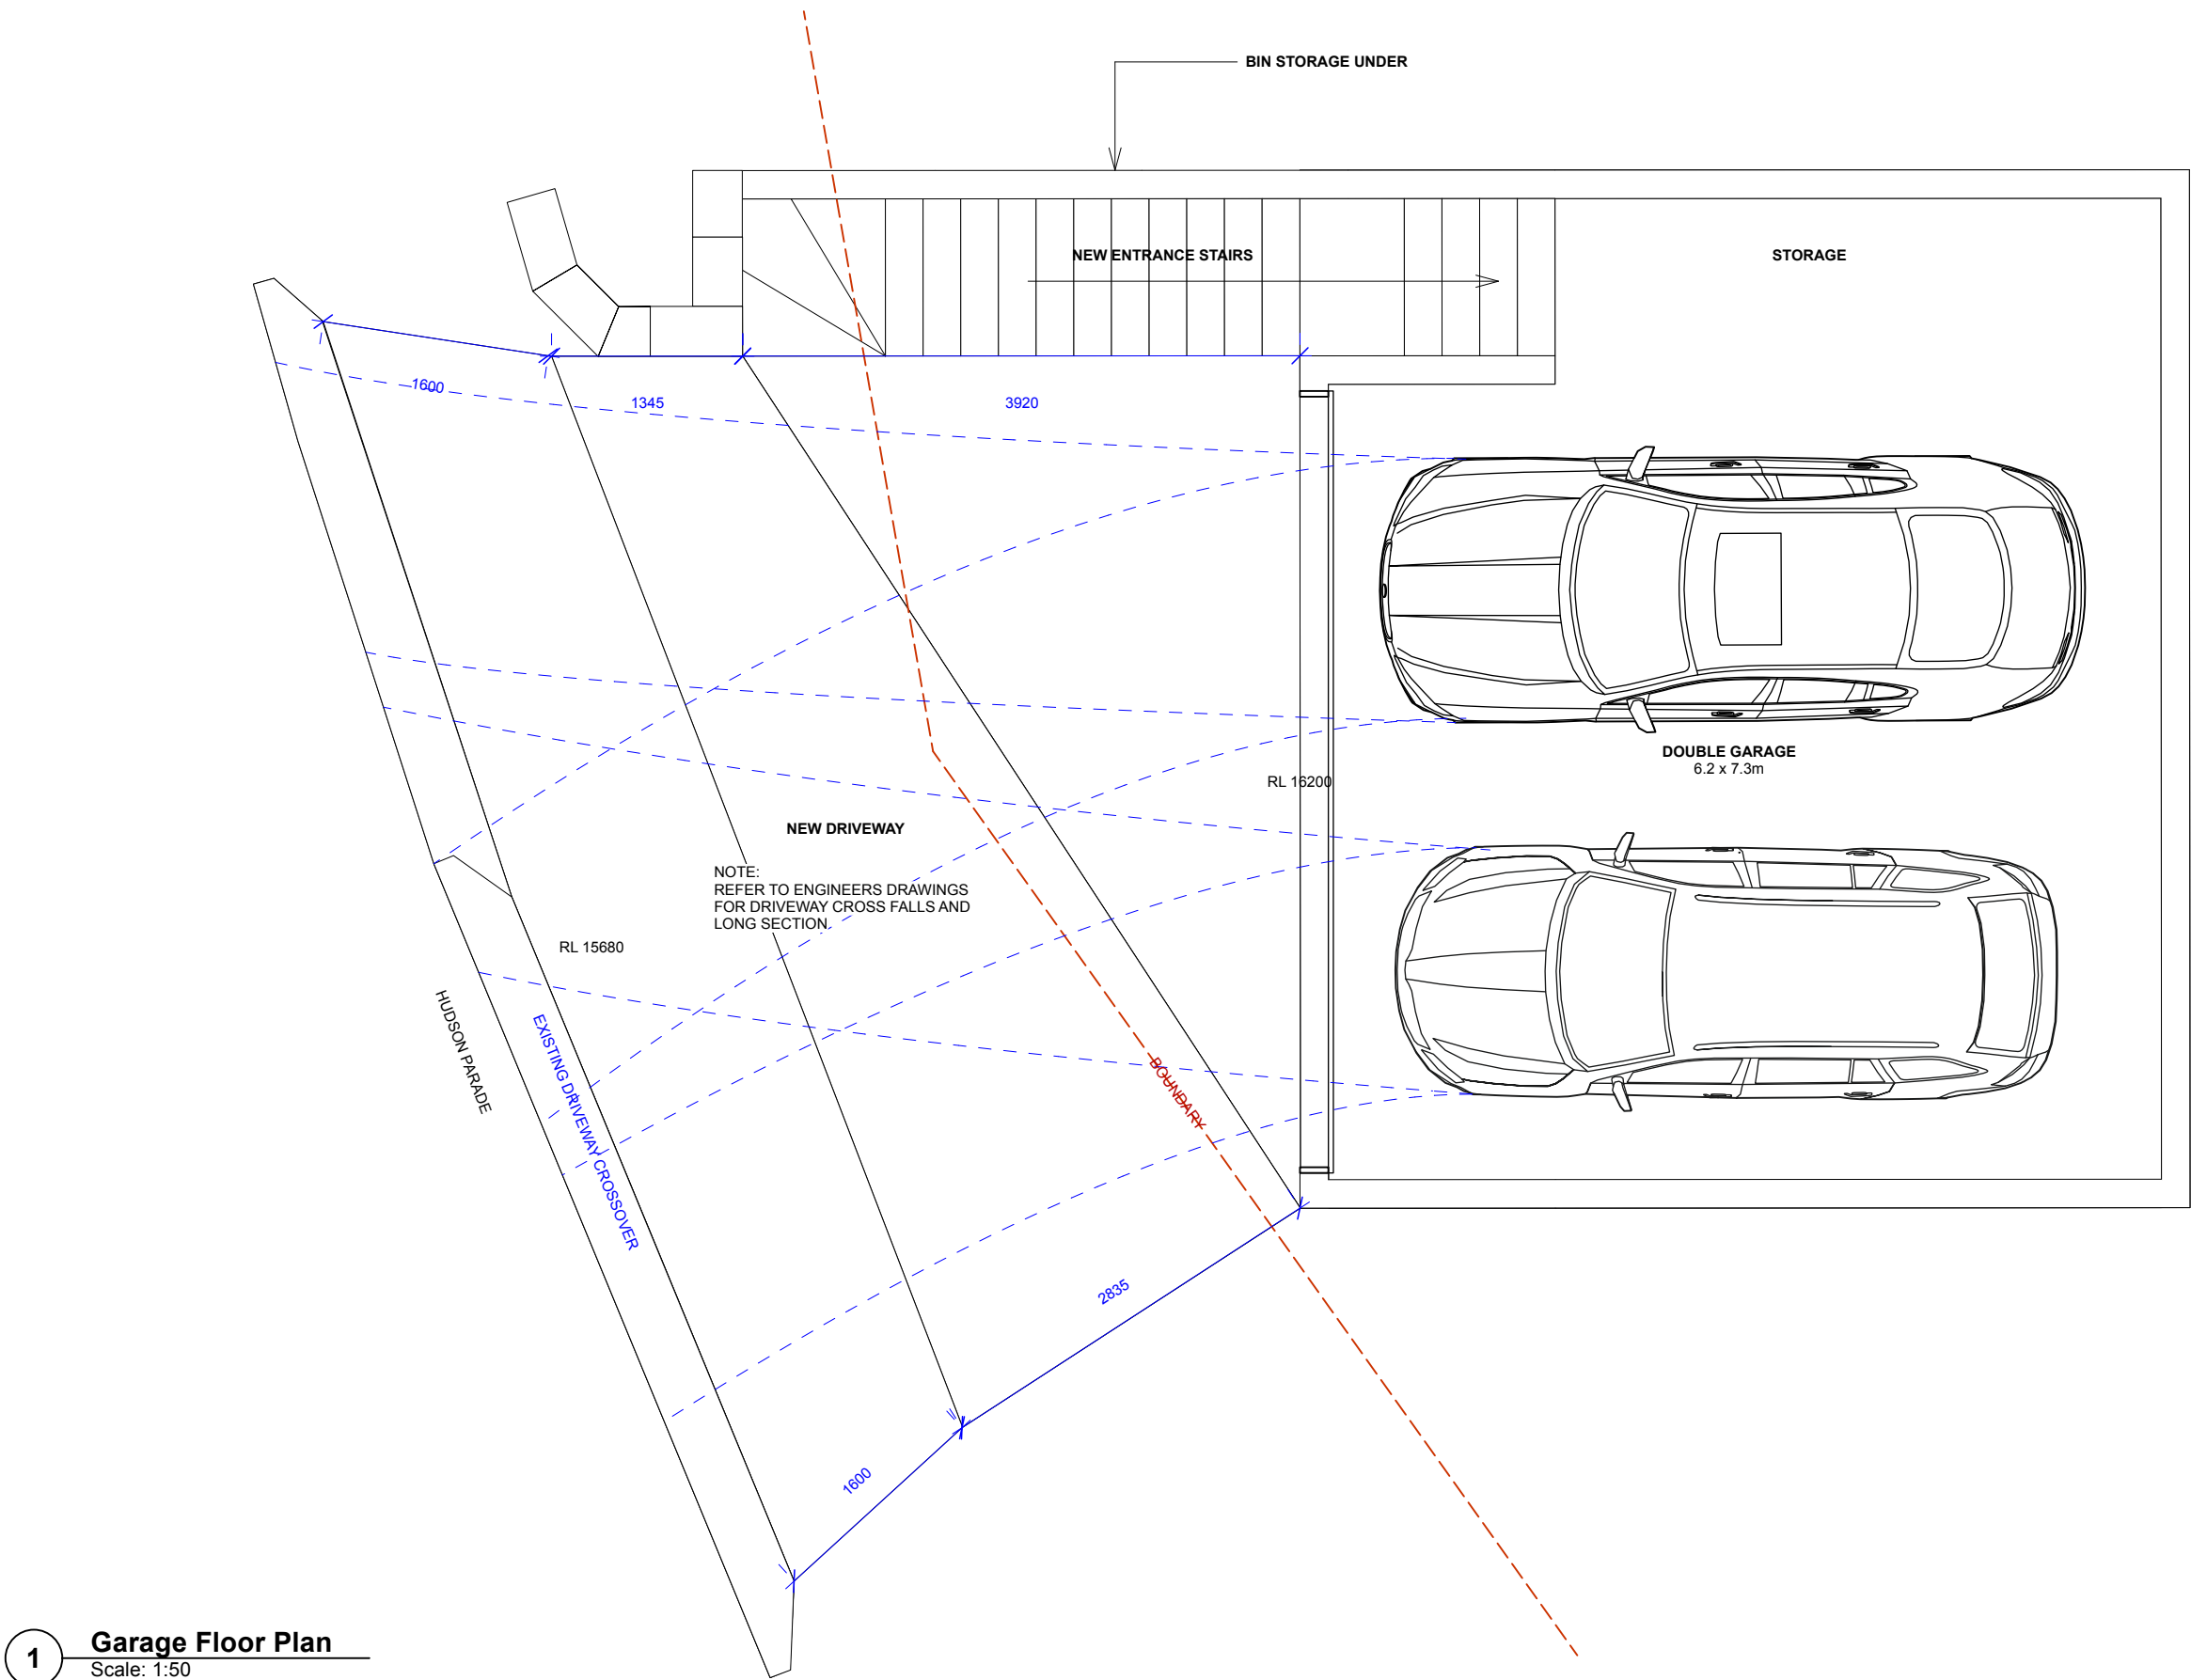 BIN STORAGE UNDER
NEW ENTRANCE STAIRS
STORAGE
1600
1345
3920
DOUBLE GARAGE
6.2 x 7.3m
RL 16200
NEW DRIVEWAY
NOTE:
REFER TO ENGINEERS DRAWINGS
FOR DRIVEWAY CROSS FALLS AND
LONG SECTION.
RL 15680
HUDSON PARADE
EXISTING DRIVEWAY CROSSOVER
BOUNDARY
2835
1600
1
Garage Floor Plan
Scale: 1:50